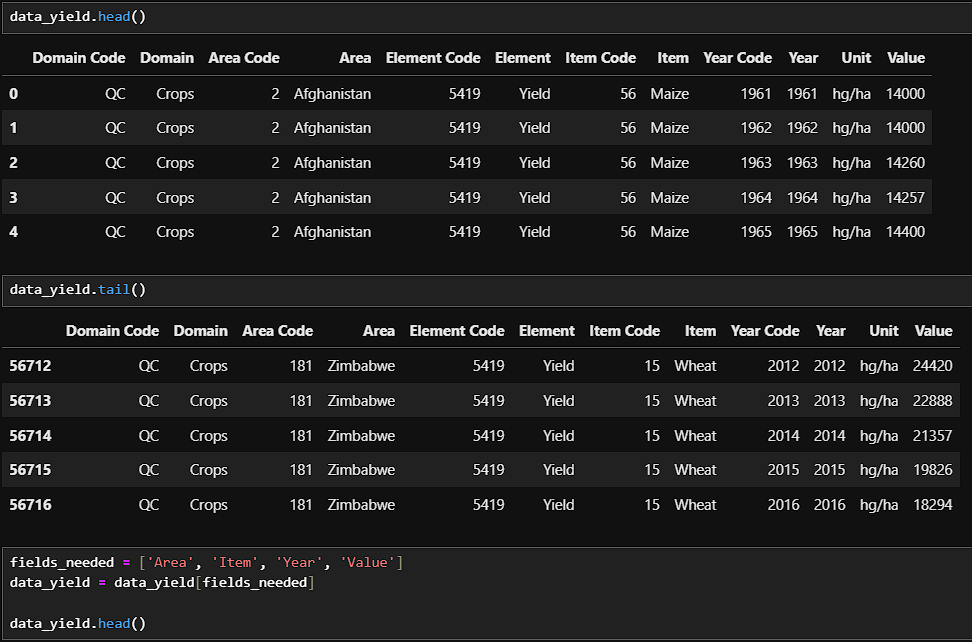 data_yield.head()
Domain Code Domain Area Code Area Element Code Element Item Code Item Year Code Year Unit Value
0 QC Crops 2 Afghanistan 5419 Yield 56 Maize 1961 1961 hg/ha 14000
1 QC Crops 2 Afghanistan 5419 Yield 56 Maize 1962 1962 hg/ha 14000
2 QC Crops 2 Afghanistan 5419 Yield 56 Maize 1963 1963 hg/ha 14260
3 QC Crops 2 Afghanistan 5419 Yield 56 Maize 1964 1964 hg/ha 14257
4 QC Crops 2 Afghanistan 5419 Yield 56 Maize 1965 1965 hg/ha 14400
data_yield.tail()
Domain Code Domain Area Code Area Element Code Element Item Code Item Year Code Year Unit Value
56712 QC Crops 181 Zimbabwe 5419 Yield 15 Wheat 2012 2012 hg/ha 24420
56713 QC Crops 181 Zimbabwe 5419 Yield 15 Wheat 2013 2013 hg/ha 22888
56714 QC Crops 181 Zimbabwe 5419 Yield 15 Wheat 2014 2014 hg/ha 21357
56715 QC Crops 181 Zimbabwe 5419 Yield 15 Wheat 2015 2015 hg/ha 19826
56716 QC Crops 181 Zimbabwe 5419 Yield 15 Wheat 2016 2016 hg/ha 18294
fields_needed = ['Area', 'Item', 'Year', 'Value']
data_yield = data_yield[fields_needed]
data_yield.head()